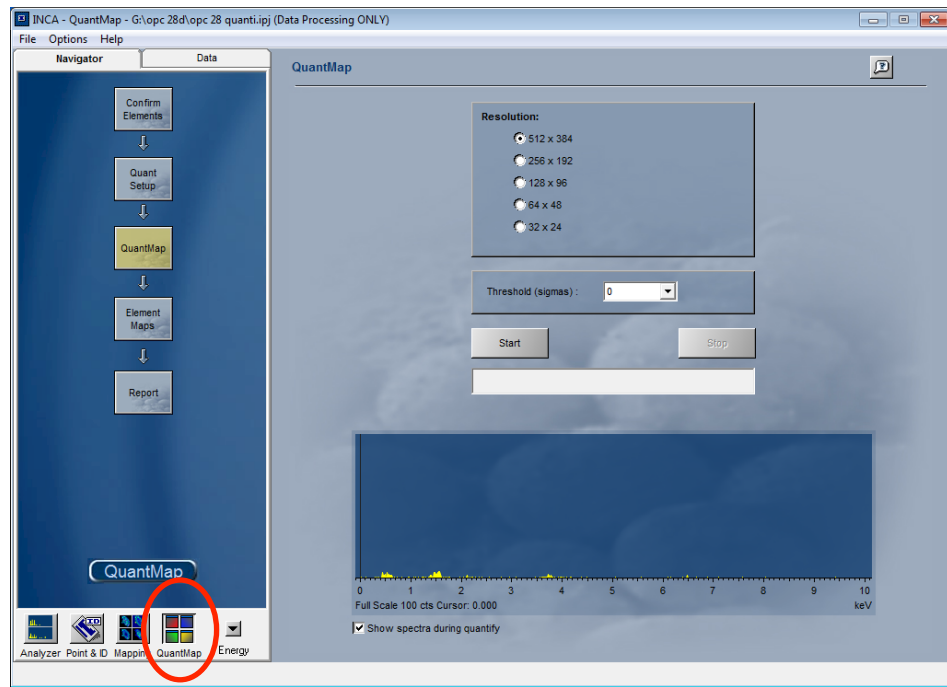 INCA - QuantMap - G:\opc 28d\opc 28 quanti.ipj (Data Processing ONLY)
File Options Help
Navigator Data
Confirm
Elements
Quant
Setup
QuantMap
Element
Maps
Report
QuantMap
Analyzer Point & ID Mapping QuantMap Energy
QuantMap
Resolution:
512 x 384
256 x 192
128 x 96
64 x 48
32 x 24
Threshold (sigmas) : 0
Start Stop
0 1 2 3 4 5 6 7 8 9 10
Full Scale 100 cts Cursor: 0.000 keV
Show spectra during quantify